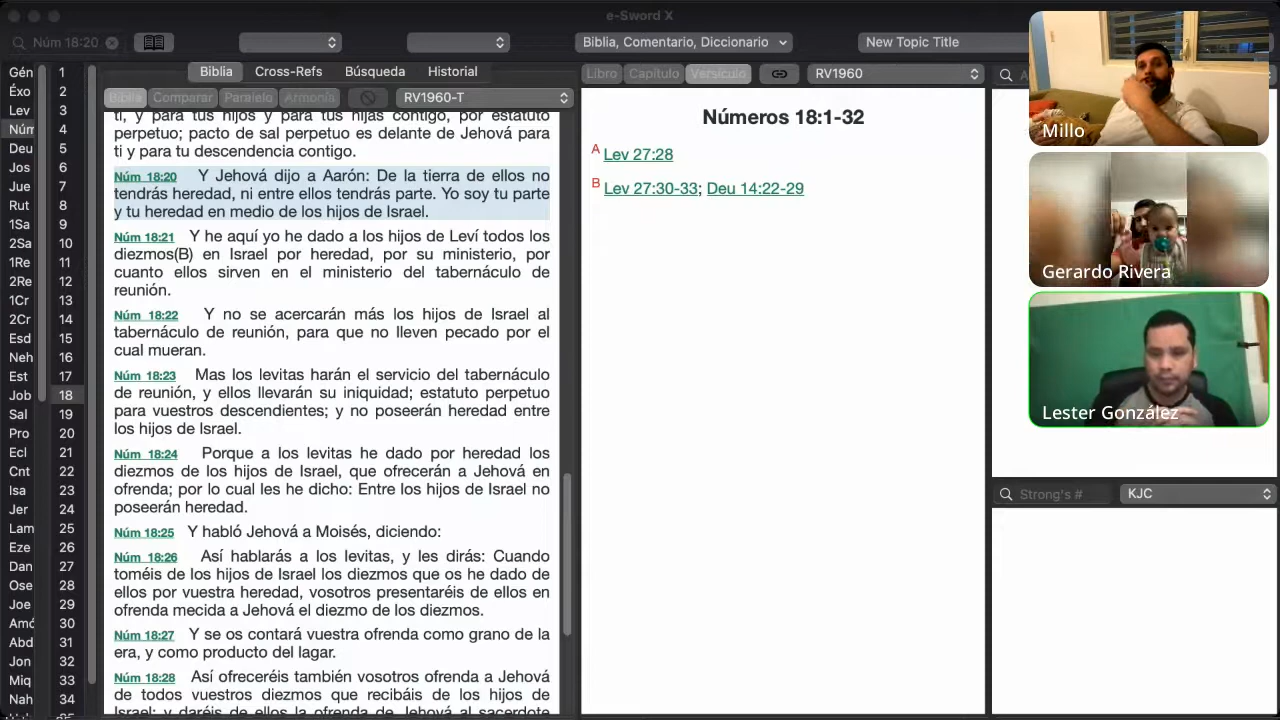 e-Sword X
Núm 18:20
Biblia, Comentario, Diccionario
New Topic Title
Biblia
Cross-Refs
Búsqueda
Historial
Libro
Capítulo
Versículo
RV1960
Biblia
Comparar
Paralelo
Armonía
RV1960-T
Gén 1
Éxo 2
Lev 3
Núm 4
Deu 5
Jos 6
Jue 7
Rut 8
1Sa 9
2Sa 10
1Re 11
2Re 12
1Cr 13
2Cr 14
Esd 15
Neh 16
Est 17
Job 18
Sal 19
Pro 20
Ecl 21
Cnt 22
Isa 23
Jer 24
Lam 25
Eze 26
Dan 27
Ose 28
Joe 29
Amó 30
Abd 31
Jon 32
Miq 33
Nah 34
ti, y para tus hijos y para tus hijas contigo, por estatuto
perpetuo; pacto de sal perpetuo es delante de Jehová para
ti y para tu descendencia contigo.
Núm 18:20 Y Jehová dijo a Aarón: De la tierra de ellos no
tendrás heredad, ni entre ellos tendrás parte. Yo soy tu parte
y tu heredad en medio de los hijos de Israel.
Núm 18:21 Y he aquí yo he dado a los hijos de Leví todos los
diezmos(B) en Israel por heredad, por su ministerio, por
cuanto ellos sirven en el ministerio del tabernáculo de
reunión.
Núm 18:22 Y no se acercarán más los hijos de Israel al
tabernáculo de reunión, para que no lleven pecado por el
cual mueran.
Núm 18:23 Mas los levitas harán el servicio del tabernáculo
de reunión, y ellos llevarán su iniquidad; estatuto perpetuo
para vuestros descendientes; y no poseerán heredad entre
los hijos de Israel.
Núm 18:24 Porque a los levitas he dado por heredad los
diezmos de los hijos de Israel, que ofrecerán a Jehová en
ofrenda; por lo cual les he dicho: Entre los hijos de Israel no
poseerán heredad.
Núm 18:25 Y habló Jehová a Moisés, diciendo:
Núm 18:26 Así hablarás a los levitas, y les dirás: Cuando
toméis de los hijos de Israel los diezmos que os he dado de
ellos por vuestra heredad, vosotros presentaréis de ellos en
ofrenda mecida a Jehová el diezmo de los diezmos.
Núm 18:27 Y se os contará vuestra ofrenda como grano de la
era, y como producto del lagar.
Núm 18:28 Así ofreceréis también vosotros ofrenda a Jehová
de todos vuestros diezmos que recibáis de los hijos de
Israel; y daréis de ellos la ofrenda de Jehová al sacerdote
Números 18:1-32
A Lev 27:28
B Lev 27:30-33; Deu 14:22-29
Millo
Gerardo Rivera
Lester González
Strong's #
KJC